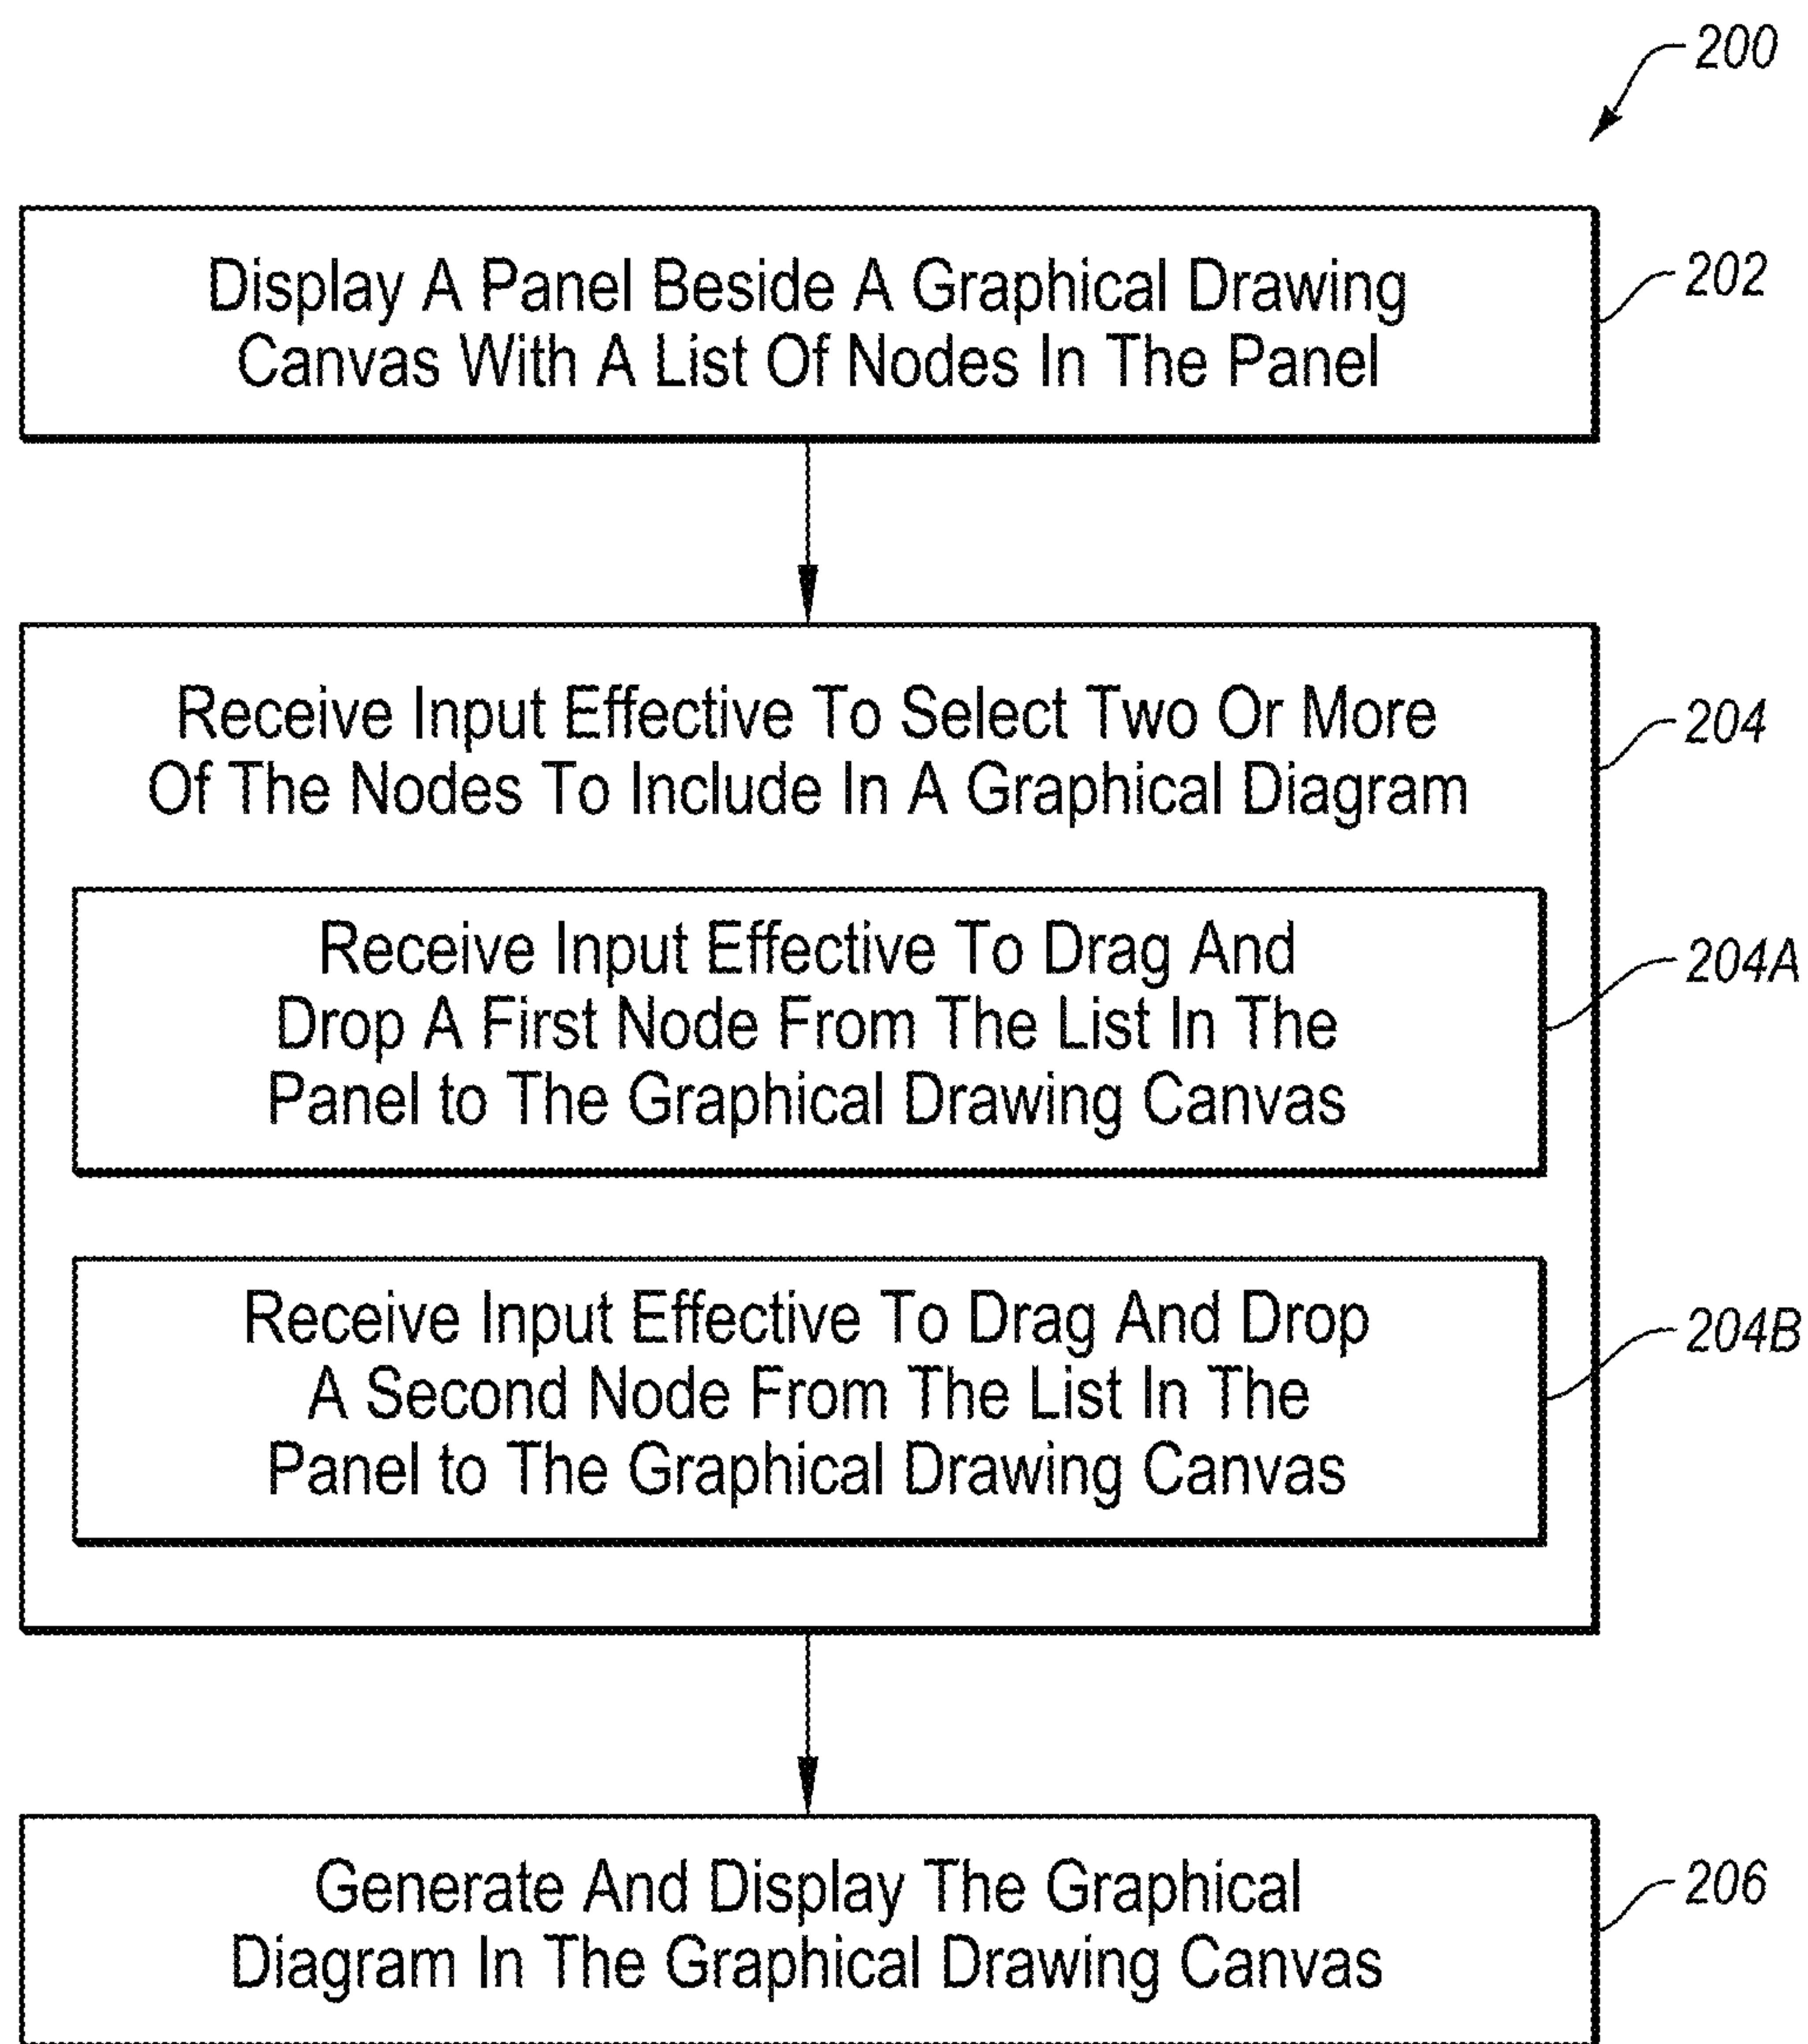 200
Display A Panel Beside A Graphical Drawing
Canvas With A List Of Nodes In The Panel
202
Receive Input Effective To Select Two Or More
Of The Nodes To Include In A Graphical Diagram
204
Receive Input Effective To Drag And
Drop A First Node From The List In The
Panel to The Graphical Drawing Canvas
204A
Receive Input Effective To Drag And Drop
A Second Node From The List In The
Panel to The Graphical Drawing Canvas
204B
Generate And Display The Graphical
Diagram In The Graphical Drawing Canvas
206